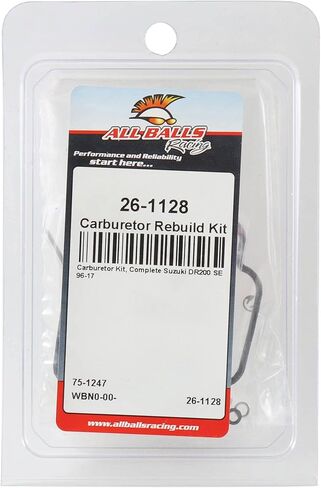 ALL BALLS
Racing
Performance and Reliability
start here...
26-1128
Carburetor Rebuild Kit
Carburetor Kit, Complete Suzuki DR200 SE
96-17
75-1247
WBN0-00- 26-1128
www.allballsracing.com